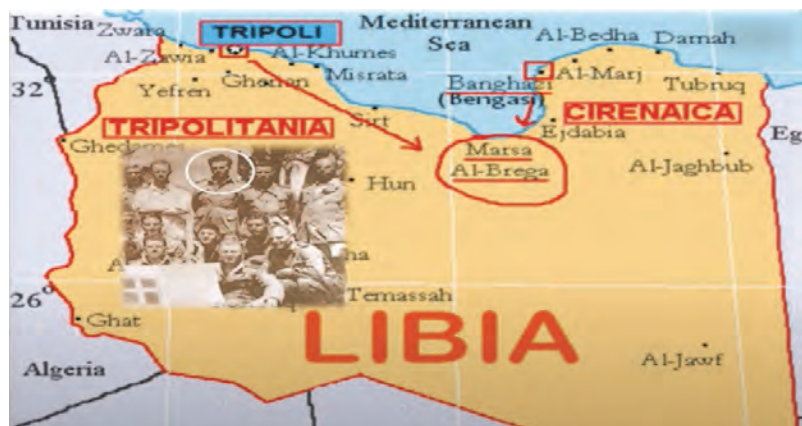 Tunisia
Zwara
TRIPOLI
Mediterranean
Sea
Al-Zawia
Al-Khumes
Misrata
Yefren
Gharian
32°
TRIPOLITANIA
Ghedames
Sirt
Al-Bedha
Darnah
Al-Marj
Banghazi
(Bengasi)
Tubruq
CIRENAICA
Ejdabia
Eg
Marsa
Al-Brega
Al-Jaghbub
Hun
ha
26°
Temassah
Ghat
LIBIA
Al-Jawf
Algeria